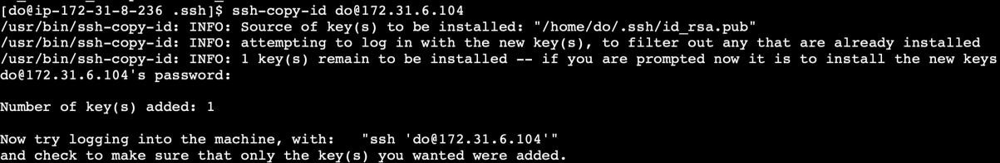 [do@ip-172-31-8-236 .ssh]$ ssh-copy-id do@172.31.6.104
/usr/bin/ssh-copy-id: INFO: Source of key(s) to be installed: "/home/do/.ssh/id_rsa.pub"
/usr/bin/ssh-copy-id: INFO: attempting to log in with the new key(s), to filter out any that are already installed
/usr/bin/ssh-copy-id: INFO: 1 key(s) remain to be installed -- if you are prompted now it is to install the new keys
do@172.31.6.104's password:
Number of key(s) added: 1
Now try logging into the machine, with:   "ssh 'do@172.31.6.104'"
and check to make sure that only the key(s) you wanted were added.